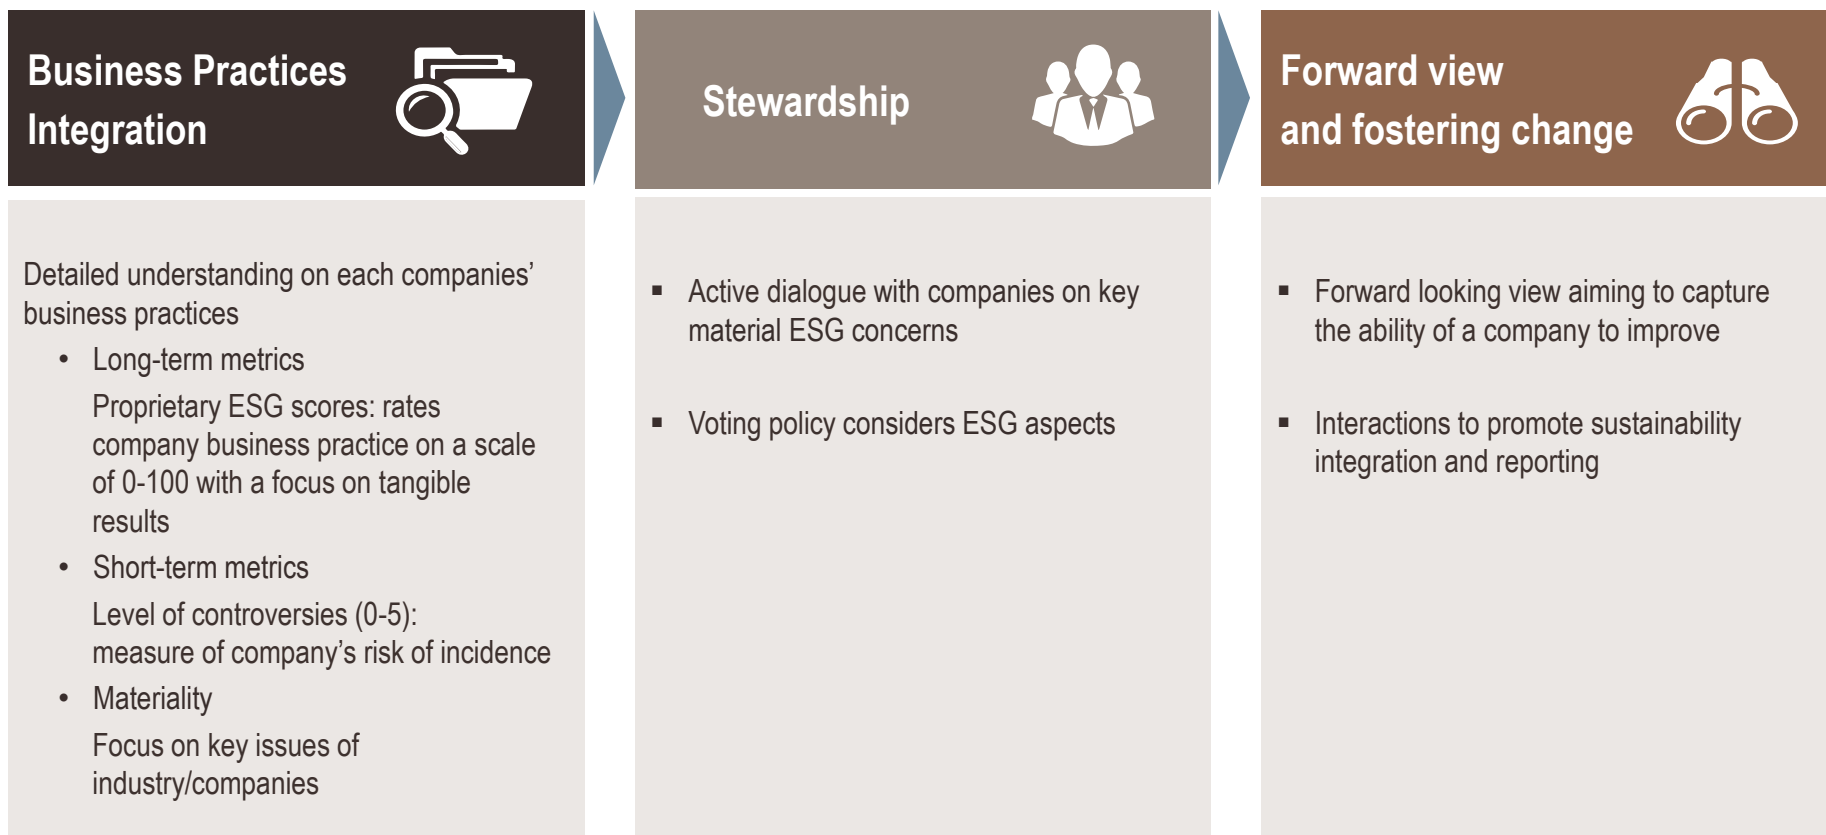 Business Practices
Integration
Detailed understanding on each companies’
business practices
• Long-term metrics
Proprietary ESG scores: rates
company business practice on a scale
of 0-100 with a focus on tangible
results
• Short-term metrics
Level of controversies (0-5):
measure of company’s risk of incidence
• Materiality
Focus on key issues of
industry/companies
Stewardship
▪ Active dialogue with companies on key
material ESG concerns
▪ Voting policy considers ESG aspects
Forward view
and fostering change
▪ Forward looking view aiming to capture
the ability of a company to improve
▪ Interactions to promote sustainability
integration and reporting